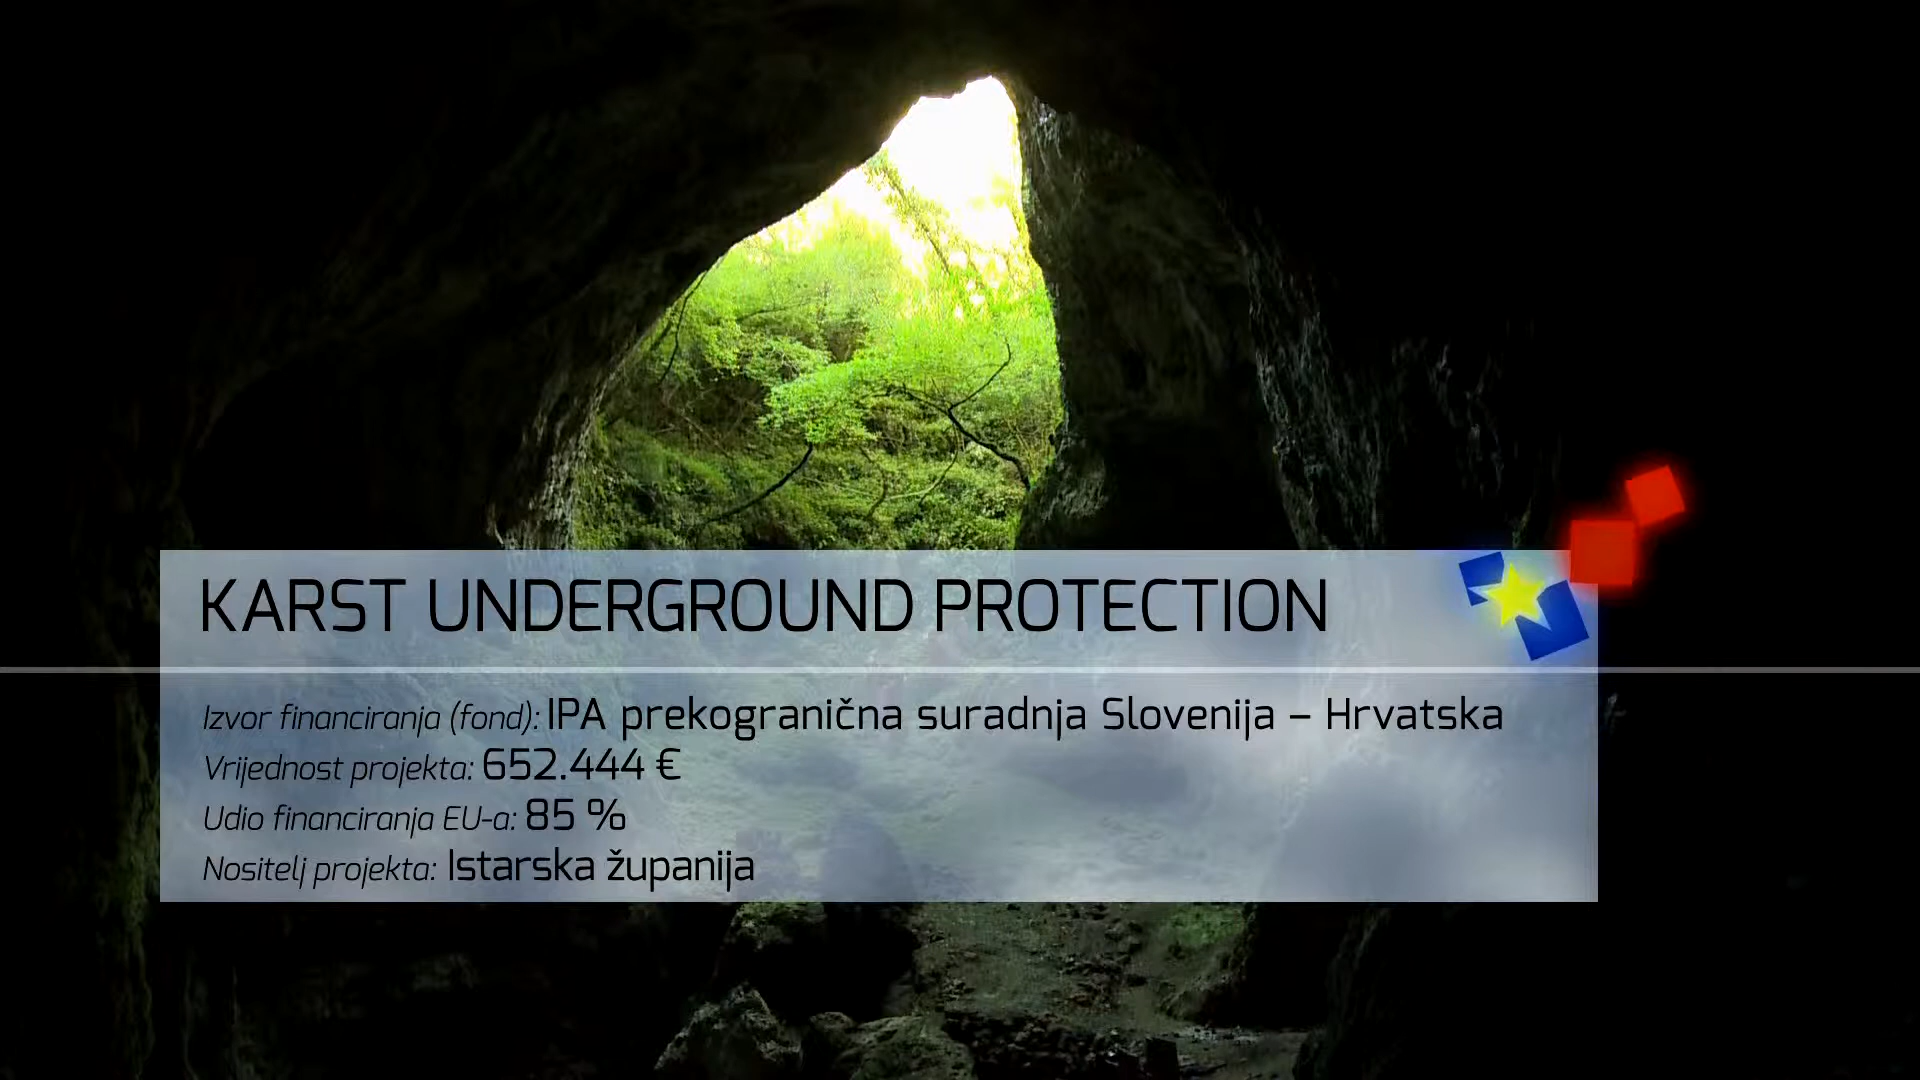 KARST UNDERGROUND PROTECTION
Izvor financiranja (fond): IPA prekogranična suradnja Slovenija – Hrvatska
Vrijednost projekta: 652.444 €
Udio financiranja EU-a: 85 %
Nositelj projekta: Istarska županija